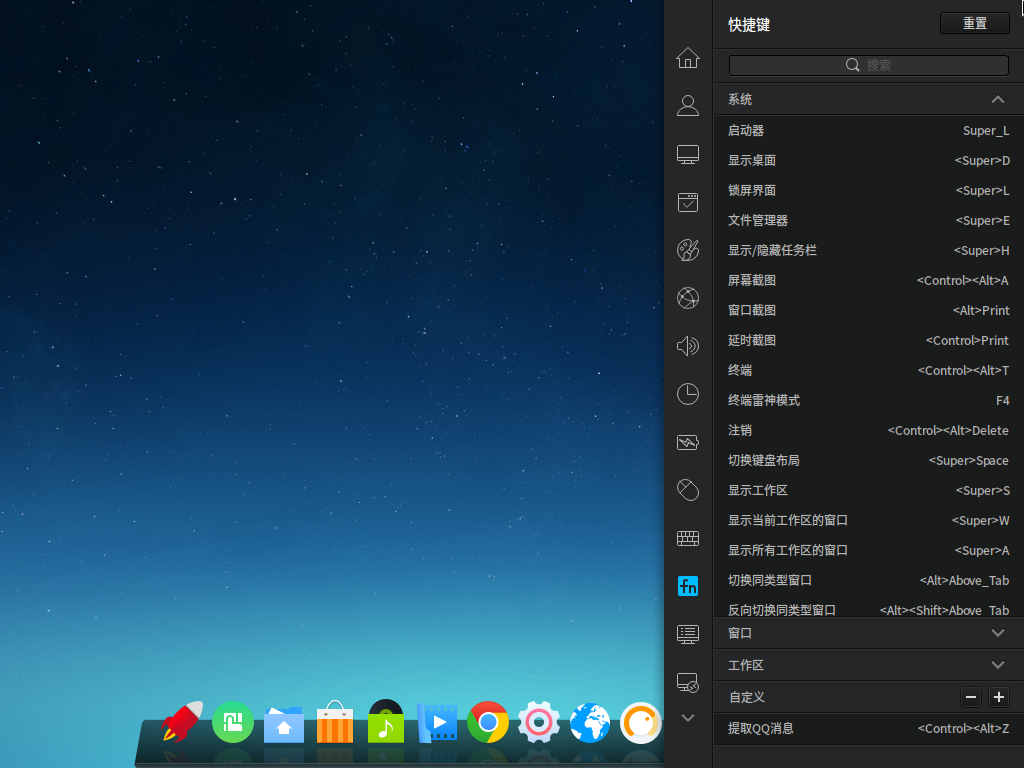 快捷键 重置
搜索
系统
启动器 Super_L
显示桌面 <Super>D
锁屏界面 <Super>L
文件管理器 <Super>E
显示/隐藏任务栏 <Super>H
屏幕截图 <Control><Alt>A
窗口截图 <Alt>Print
延时截图 <Control>Print
终端 <Control><Alt>T
终端雷神模式 F4
注销 <Control><Alt>Delete
切换键盘布局 <Super>Space
显示工作区 <Super>S
显示当前工作区的窗口 <Super>W
显示所有工作区的窗口 <Super>A
切换同类型窗口 <Alt>Above_Tab
fn
反向切换同类型窗口 <Alt><Shift>Above_Tab
窗口
工作区
自定义
提取QQ消息 <Control><Alt>Z